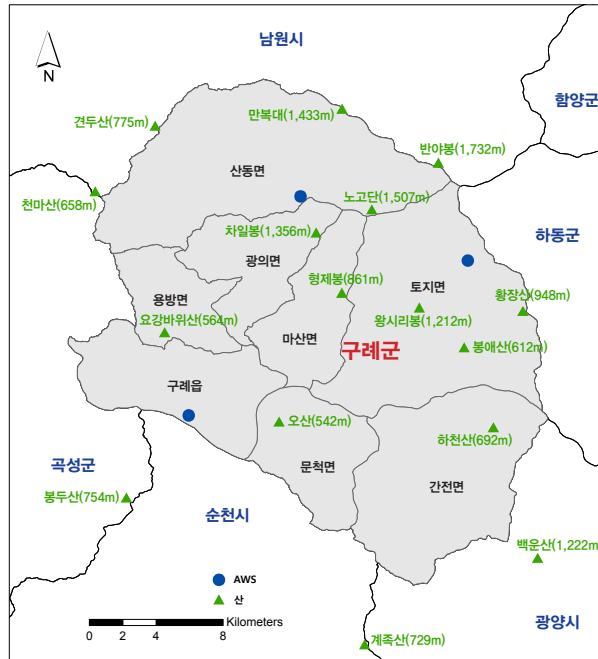 남원시
N
함양군
만복대(1,433m)
견두산(775m)
반야봉(1,732m)
산동면
천마산(658m)
노고단(1,507m)
차일봉(1,356m)
하동군
광의면
형제봉(861m)
토지면
용방면
황장산(948m)
요강바위산(564m)
왕시리봉(1,212m)
마산면
구례군
봉애산(612m)
구례읍
오산(542m)
하천산(692m)
곡성군
문척면
간전면
봉두산(754m)
순천시
백운산(1,222m
AWS
산
Kilometers
0 2 4 8
광양시
계족산(729m)